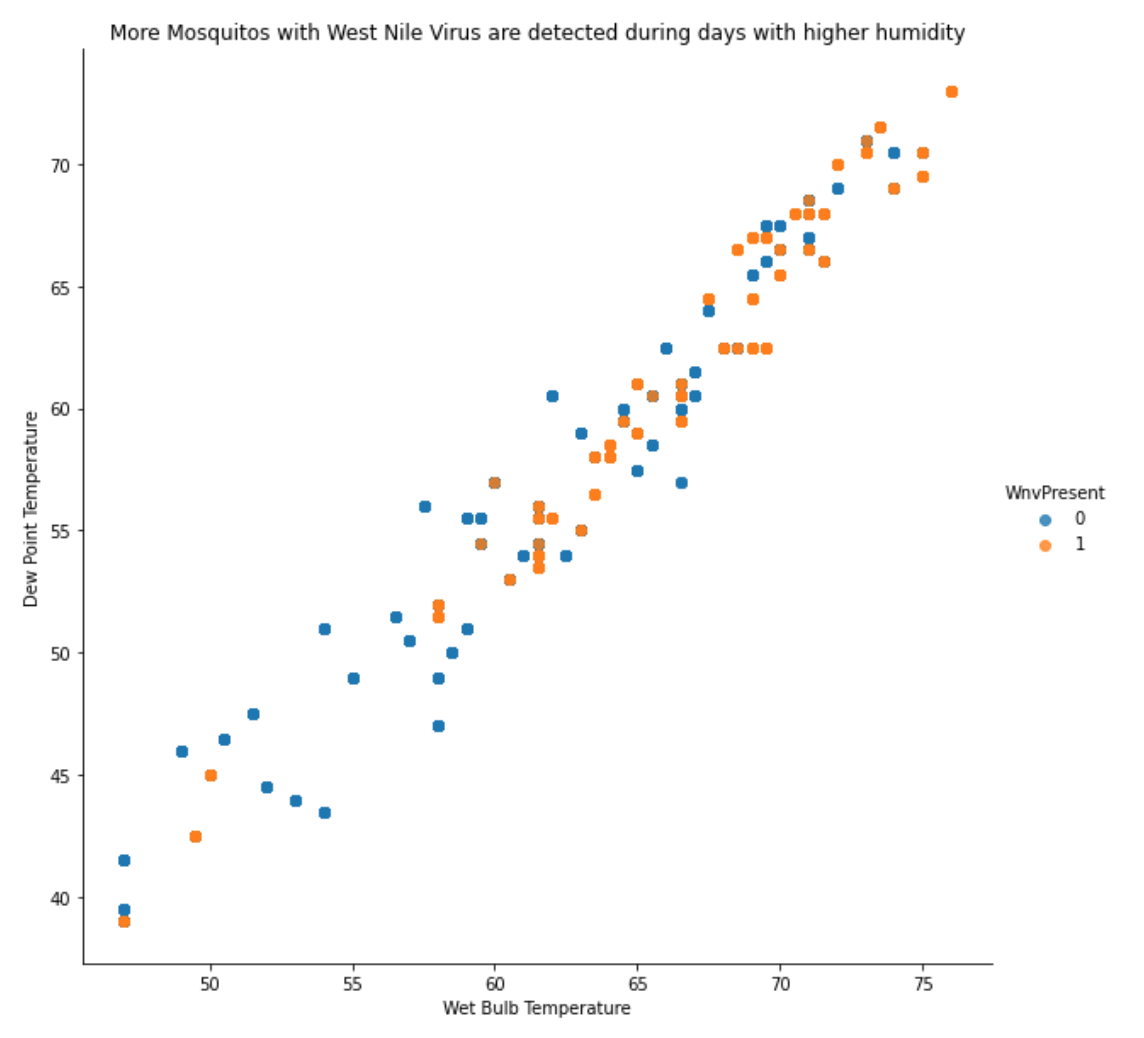 More Mosquitos with West Nile Virus are detected during days with higher humidity
70
65
60
55
50
45
40
Dew Point Temperature
50 55 60 65 70 75
Wet Bulb Temperature
WnvPresent
0
1